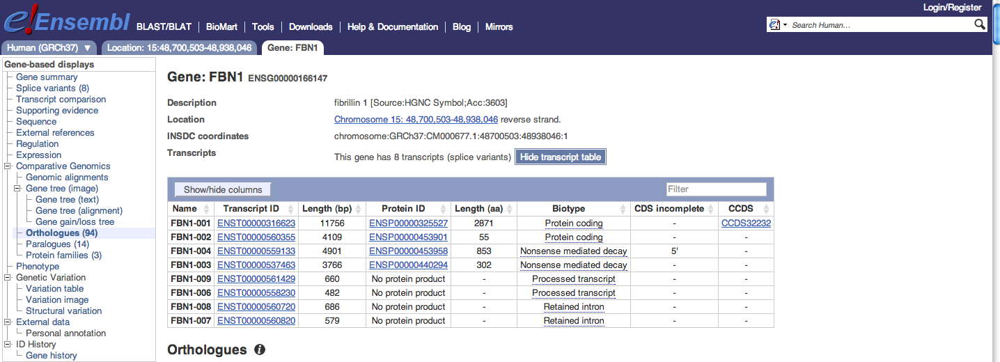 Login/Register
e!Ensembl BLAST/BLAT BioMart Tools Downloads Help & Documentation Blog Mirrors
Search Human...
Human (GRCh37) ▼ Location: 15:48,700,503-48,938,046 Gene: FBN1
Gene-based displays
Gene summary
Splice variants (8)
Transcript comparison
Supporting evidence
Sequence
External references
Regulation
Expression
Comparative Genomics
Genomic alignments
Gene tree (image)
Gene tree (text)
Gene tree (alignment)
Gene gain/loss tree
Orthologues (94)
Paralogues (14)
Protein families (3)
Phenotype
Genetic Variation
Variation table
Variation image
Structural variation
External data
Personal annotation
ID History
Gene history
Gene: FBN1 ENSG00000166147
Description fibrillin 1 [Source:HGNC Symbol;Acc:3603]
Location Chromosome 15: 48,700,503-48,938,046 reverse strand.
INSDC coordinates chromosome:GRCh37:CM000677.1:48700503:48938046:1
Transcripts This gene has 8 transcripts (splice variants) Hide transcript table
Show/hide columns Filter
Name Transcript ID Length (bp) Protein ID Length (aa) Biotype CDS incomplete CCDS
FBN1-001 ENST00000316623 11756 ENSP00000325527 2871 Protein coding - CCDS32232
FBN1-002 ENST00000560355 4109 ENSP00000453901 55 Protein coding - -
FBN1-004 ENST00000559133 4901 ENSP00000453958 853 Nonsense mediated decay 5' -
FBN1-003 ENST00000537463 3766 ENSP00000440294 302 Nonsense mediated decay - -
FBN1-009 ENST00000561429 660 No protein product - Processed transcript - -
FBN1-006 ENST00000558230 482 No protein product - Processed transcript - -
FBN1-008 ENST00000560720 686 No protein product - Retained intron - -
FBN1-007 ENST00000560820 579 No protein product - Retained intron - -
Orthologues i